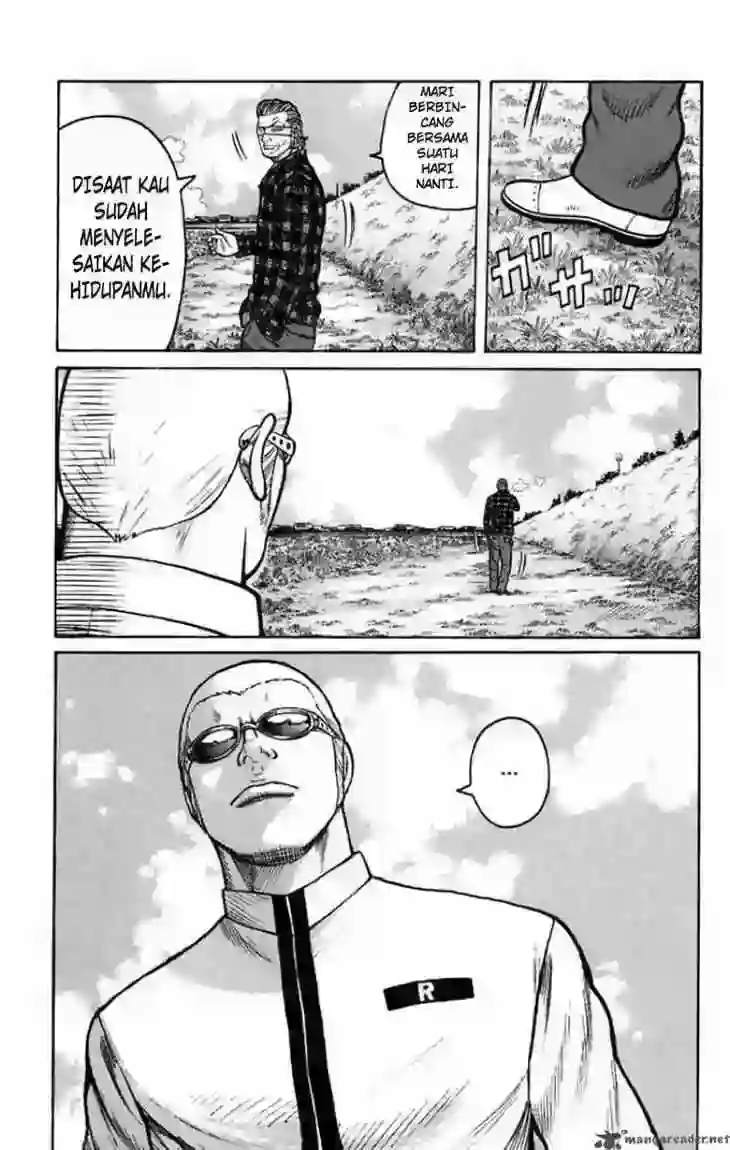 ガサッ
MARI
BERBIN-
CANG
BERSAMA
SUATU
HARI
NANTI.
DISAAT KAU
SUDAH
MENYELE-
SAIKAN KE-
HIDUPANMU.
...
R
mangareader.net